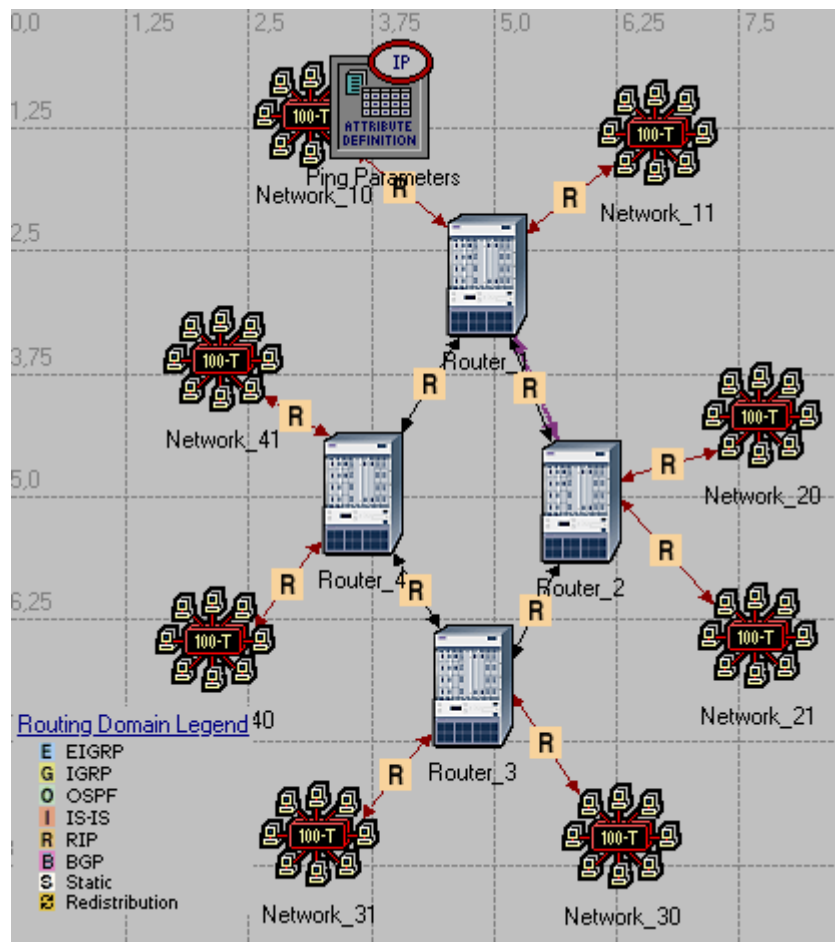 0,0 1,25 2,5 3,75 5,0 6,25 7,5
IP
1,25
100-T
ATTRIBUTE
DEFINITION
100-T
Ping Parameters
R
Network_10
R
Network_11
2,5
3,75
100-T
Router_1
R
R
R
100-T
Network_41
R
Network_20
5,0
R
R
Router_4
R
Router_2
6,25
R
100-T
100-T
Network_21
Routing Domain Legend
40
E EIGRP
G IGRP
O OSPF
I IS-IS
R RIP
B BGP
S Static
Redistribution
R
R
Router_3
100-T
100-T
Network_31
Network_30